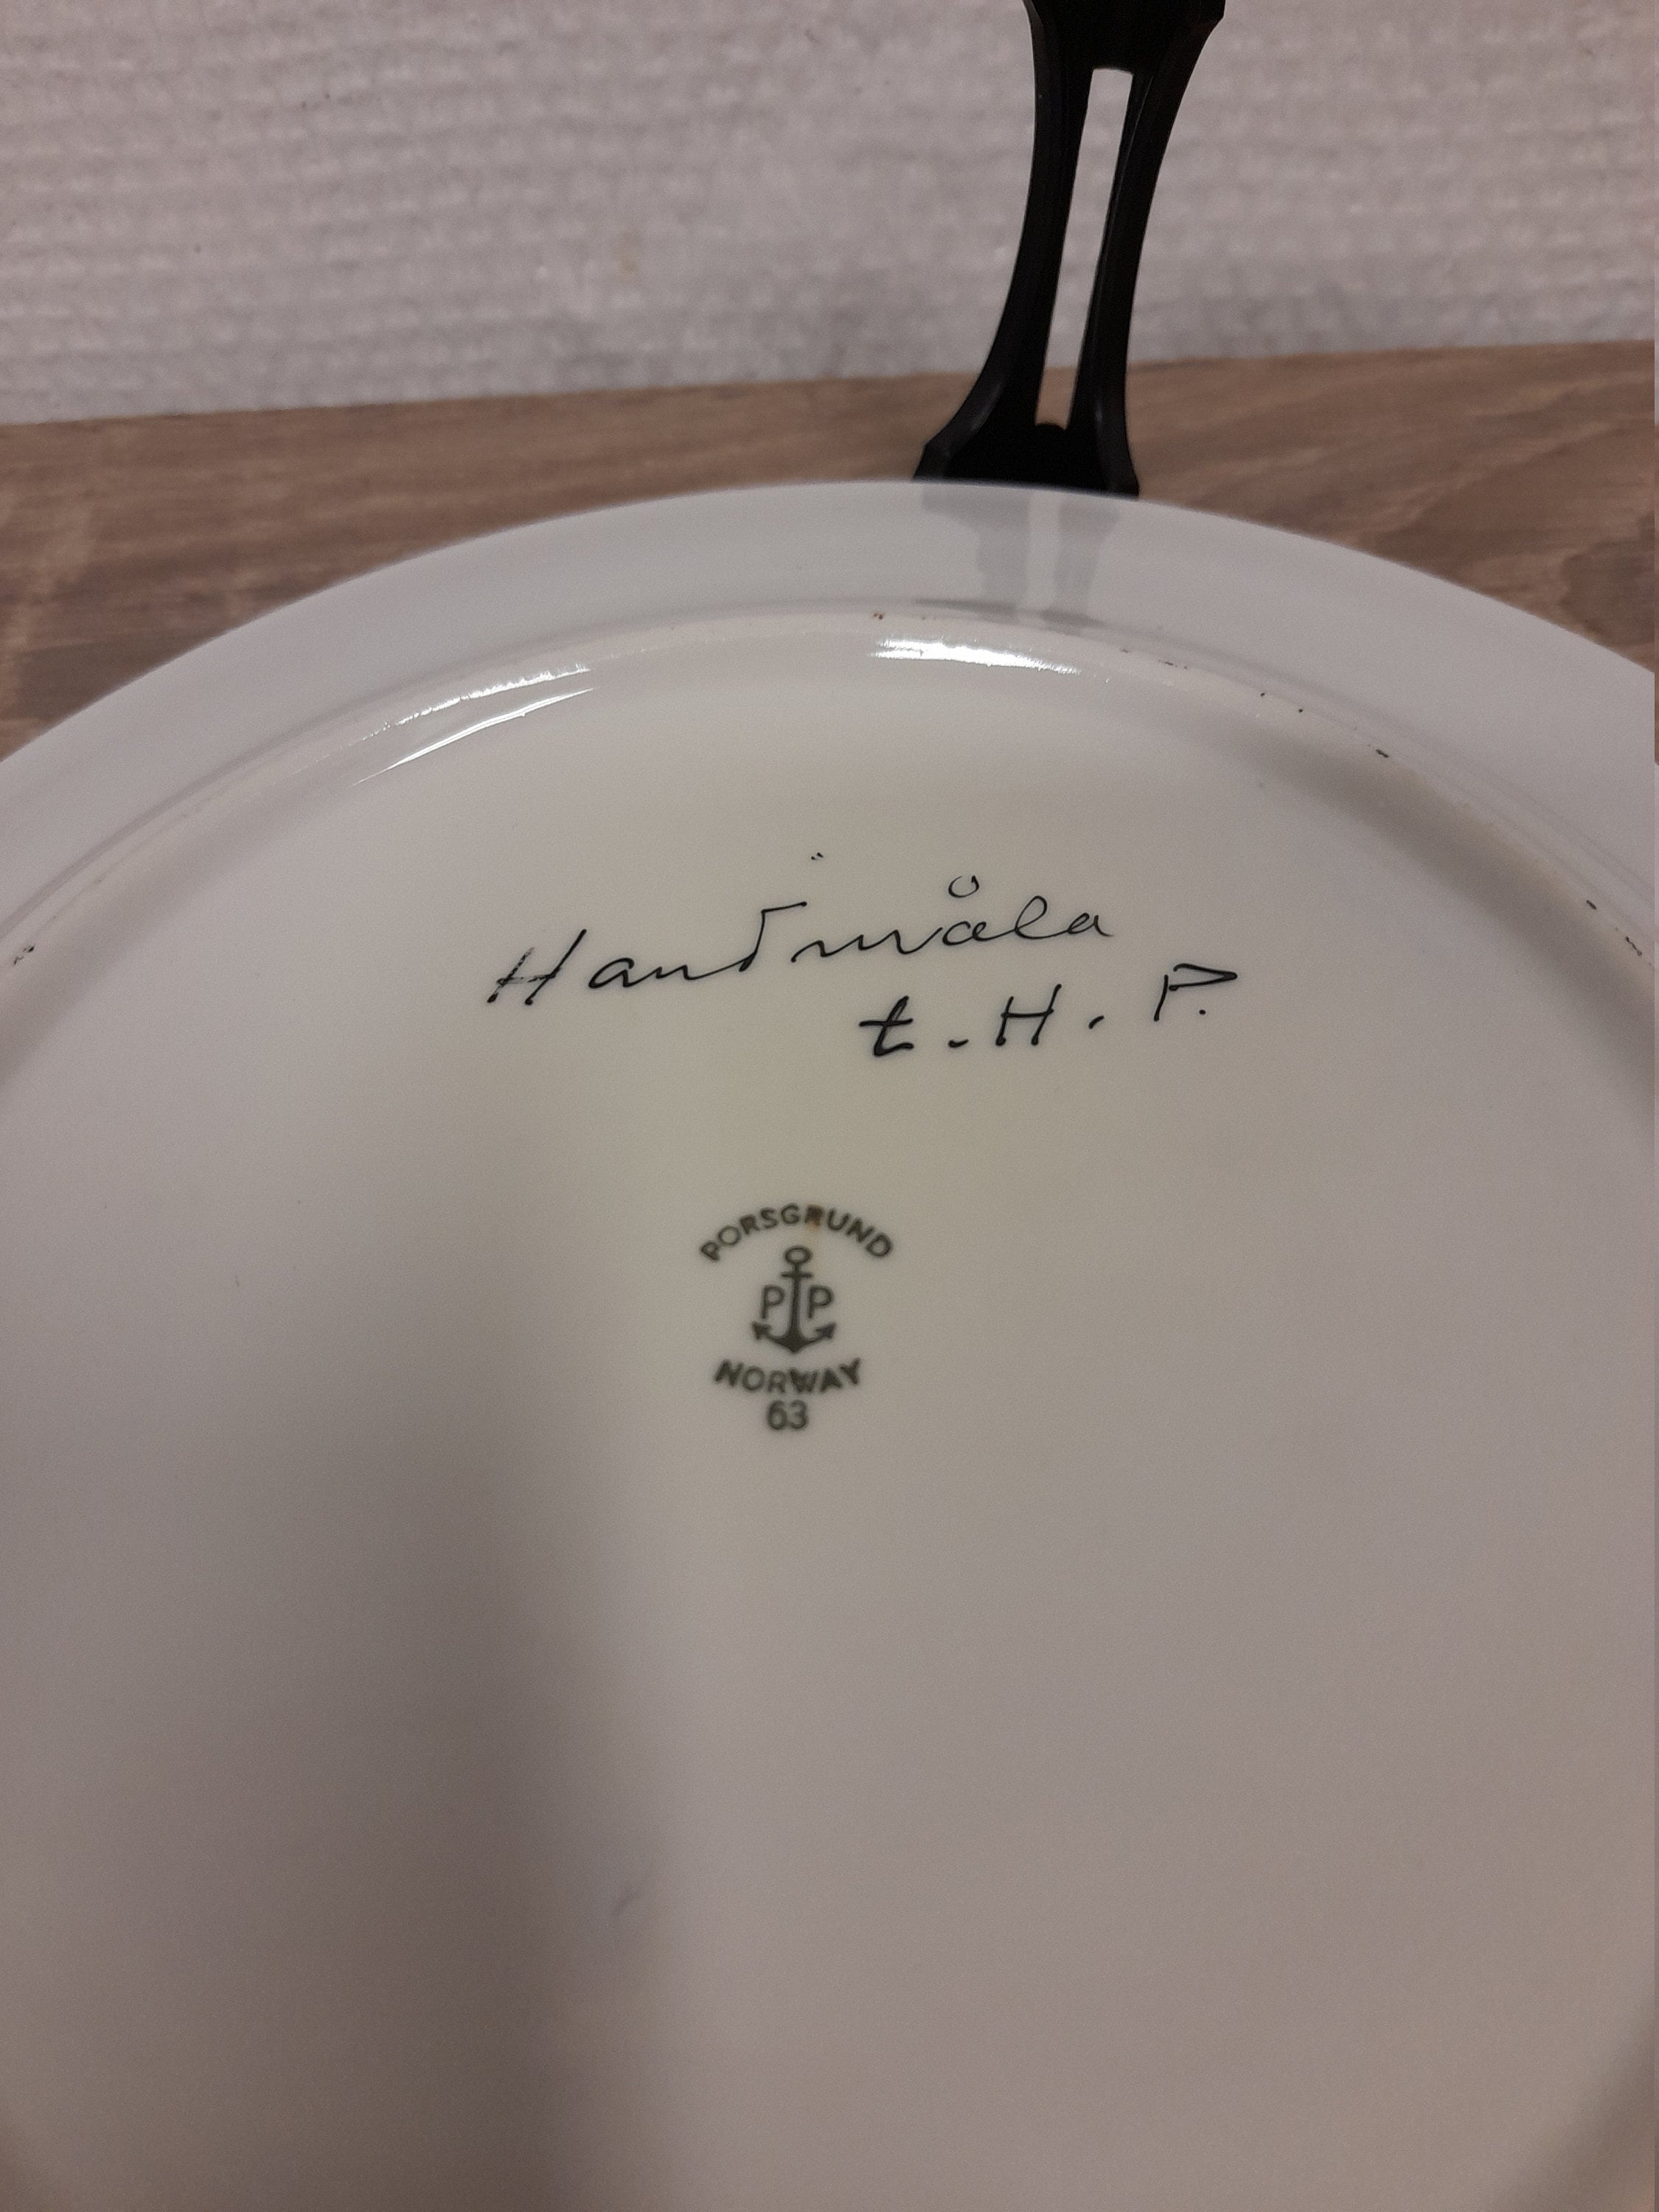 Handmåla
t. H. P.
PORSGRUND
P P
NORWAY
63